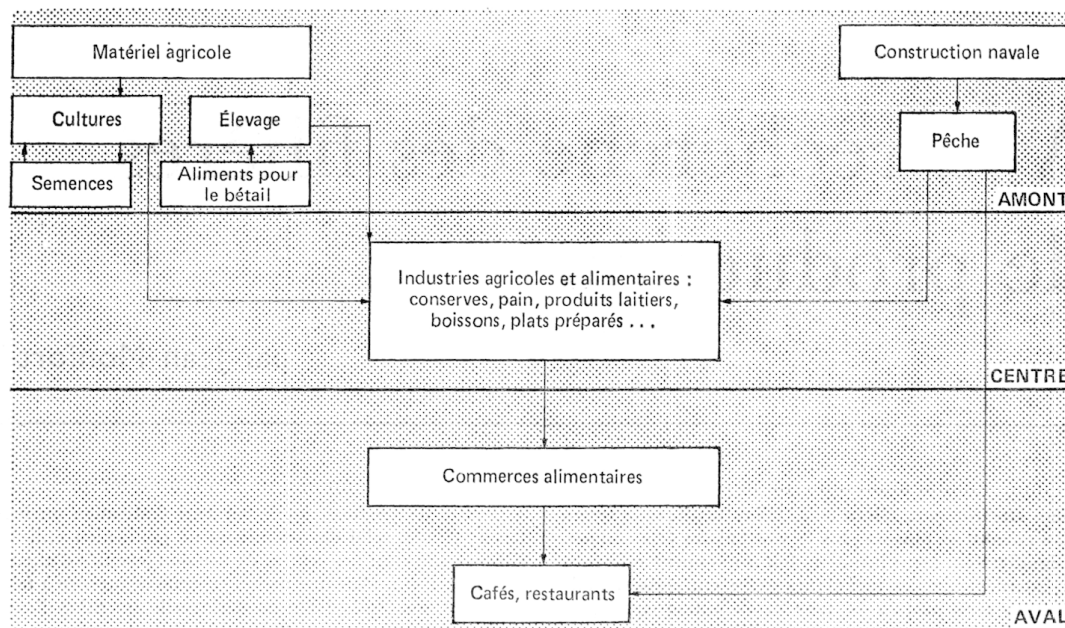 Matériel agricole
Construction navale
Cultures
Élevage
Pêche
Semences
Aliments pour
le bétail
AMONT
Industries agricoles et alimentaires :
conserves, pain, produits laitiers,
boissons, plats préparés . . .
CENTRE
Commerces alimentaires
Cafés, restaurants
AVAL